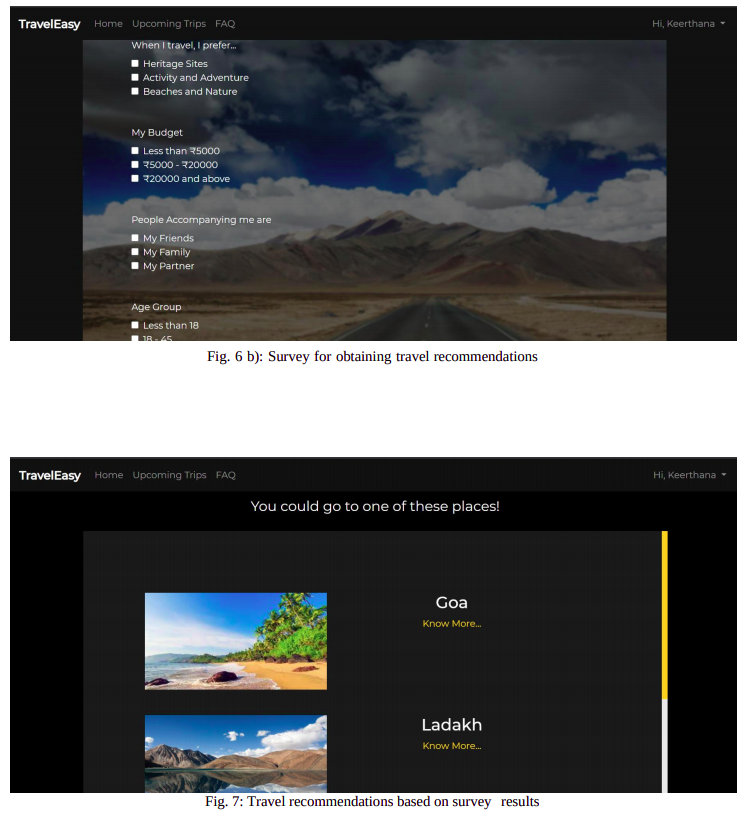 TravelEasy Home Upcoming Trips FAQ Hi, Keerthana
When I travel, I prefer...
Heritage Sites
Activity and Adventure
Beaches and Nature
My Budget
Less than ₹5000
₹5000 - ₹20000
₹20000 and above
People Accompanying me are
My Friends
My Family
My Partner
Age Group
Less than 18
18 - 45
Fig. 6 b): Survey for obtaining travel recommendations
TravelEasy Home Upcoming Trips FAQ Hi, Keerthana
You could go to one of these places!
Goa
Know More...
Ladakh
Know More...
Fig. 7: Travel recommendations based on survey results